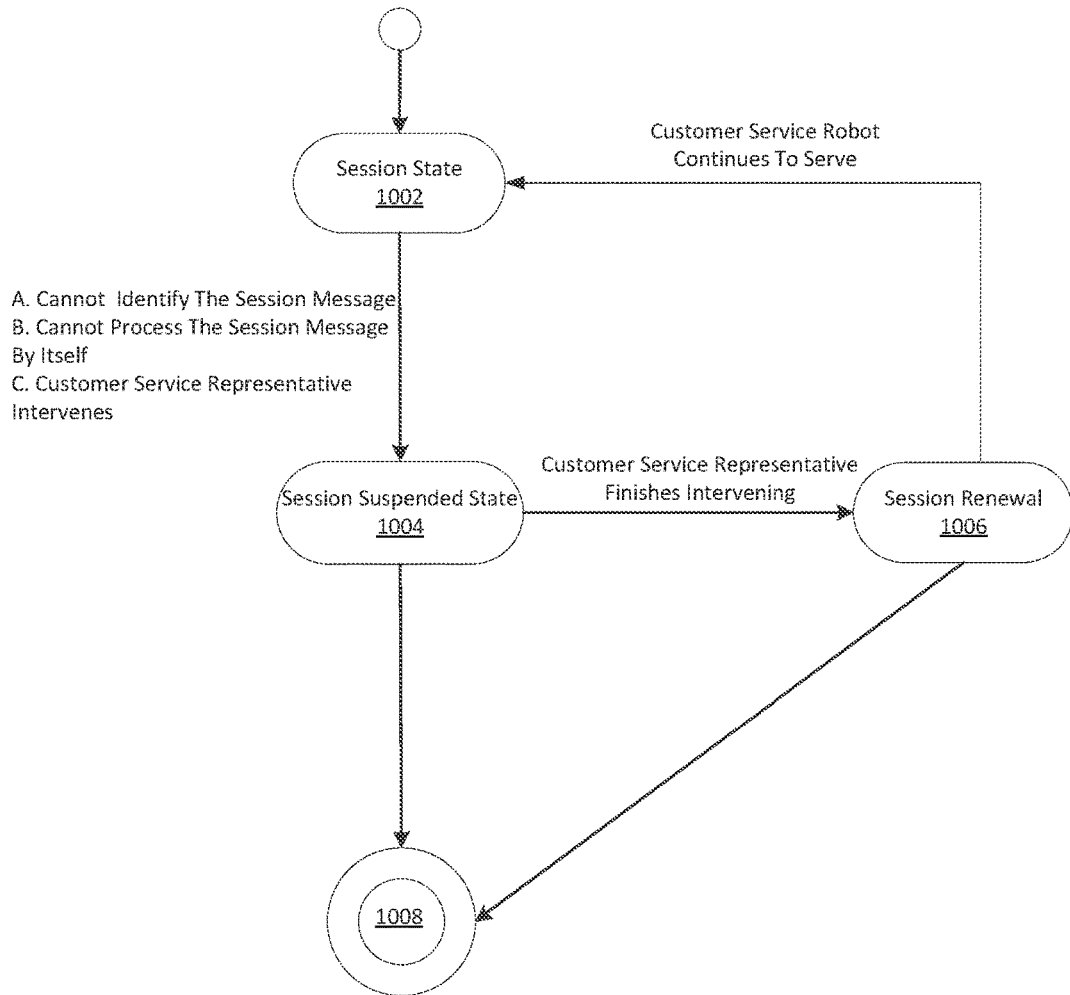 Session State
1002
Customer Service Robot
Continues To Serve
A. Cannot Identify The Session Message
B. Cannot Process The Session Message
By Itself
C. Customer Service Representative
Intervenes
Session Suspended State
1004
Customer Service Representative
Finishes Intervening
Session Renewal
1006
1008